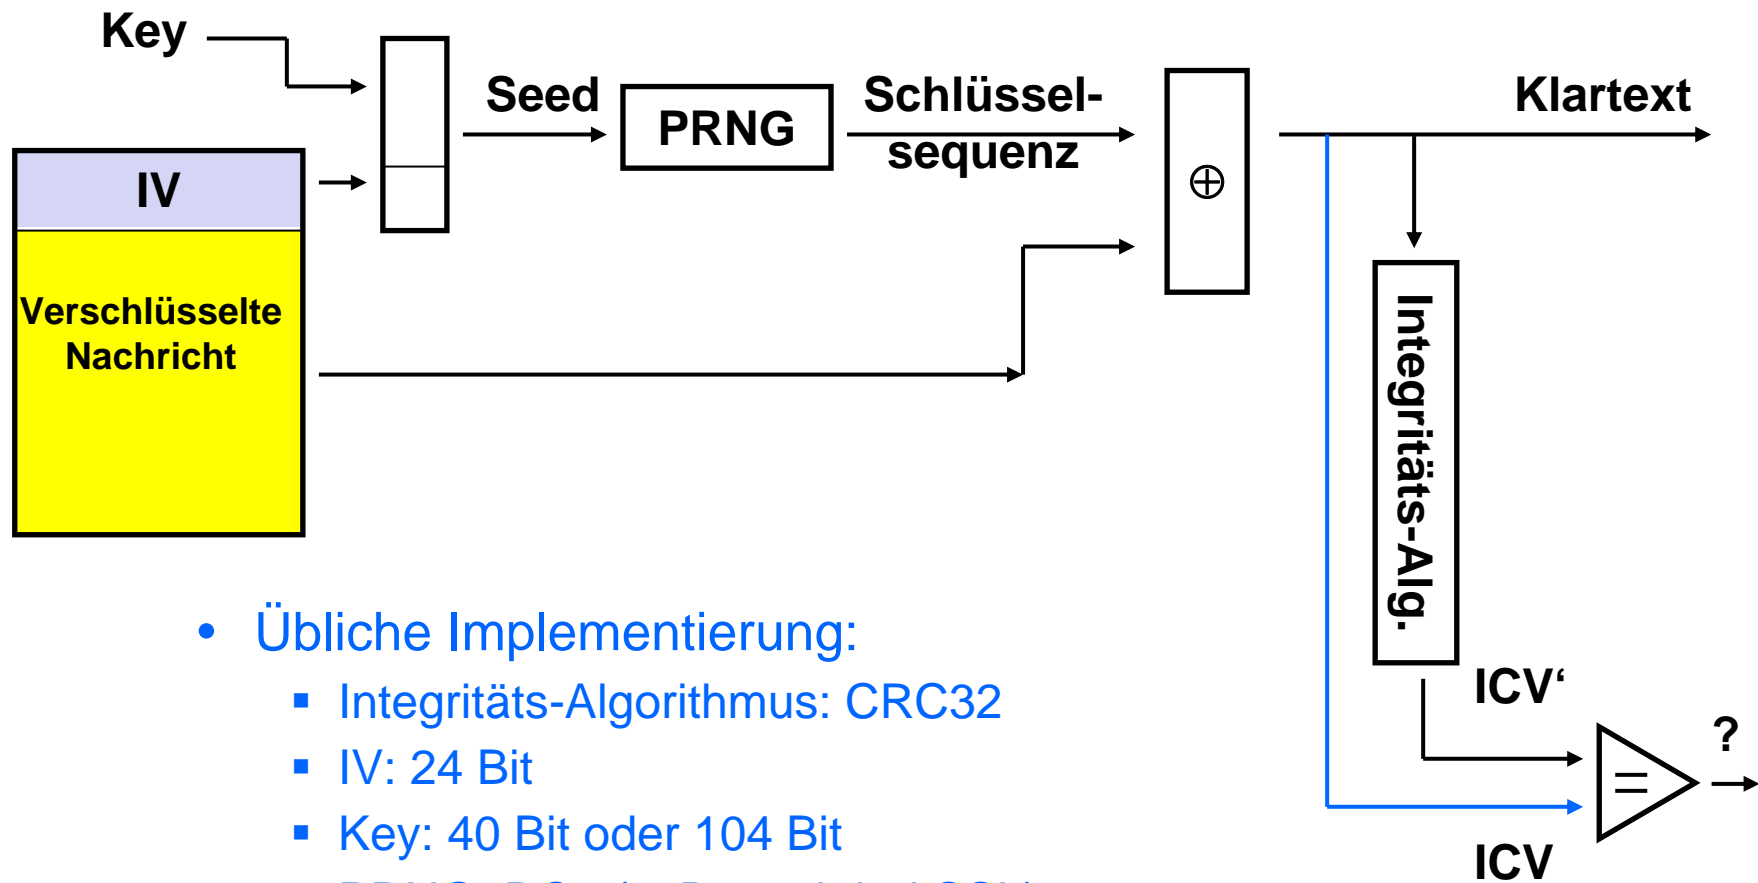 Key
Seed
PRNG
Schlüssel-
sequenz
⊕
Klartext
IV
Verschlüsselte
Nachricht
Integritäts-Alg.
ICV‘
=
?
ICV
• Übliche Implementierung:
▪ Integritäts-Algorithmus: CRC32
▪ IV: 24 Bit
▪ Key: 40 Bit oder 104 Bit